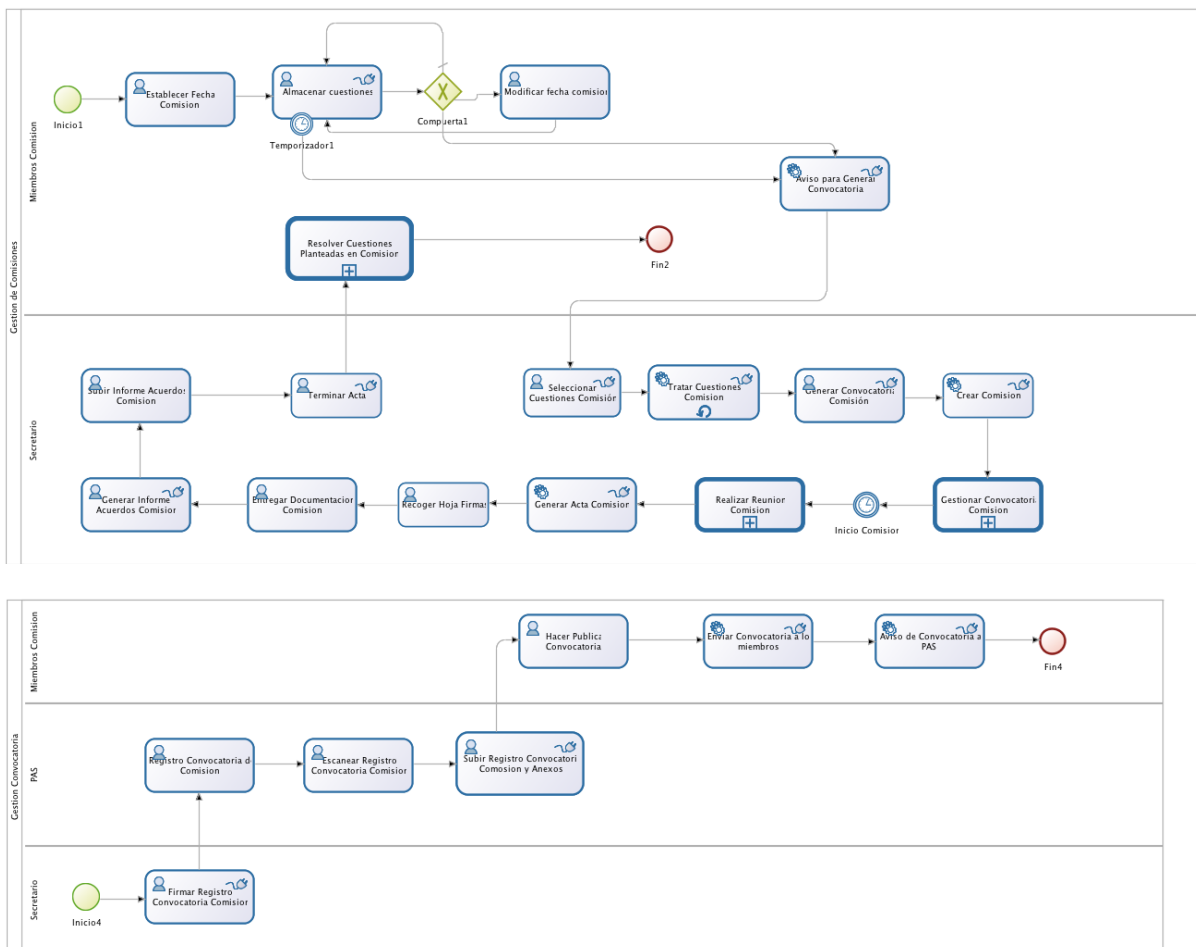 Gestion de Comisiones
Miembros Comision
Inicio1
Establecer Fecha
Comision
Almacenar cuestiones
Temporizador1
Compuerta1
Modificar fecha comision
Aviso para General
Convocatoria
Resolver Cuestiones
Planteadas en Comision
Fin2
Secretario
Subir Informe Acuerdos
Comision
Terminar Acta
Seleccionar
Cuestiones Comisión
Tratar Cuestiones
Comision
Generar Convocatoria
Comisión
Crear Comision
Generar Informe
Acuerdos Comision
Entregar Documentacion
Comision
Recoger Hoja Firmas
Generar Acta Comision
Realizar Reunion
Comision
Inicio Comision
Gestionar Convocatoria
Comision
Gestion Convocatoria
Miembros Comision
Hacer Publica
Convocatoria
Enviar Convocatoria a lo
miembros
Aviso de Convocatoria a
PAS
Fin4
PAS
Registro Convocatoria de
Comision
Escanear Registro
Convocatoria Comision
Subir Registro Convocatori
Comosion y Anexos
Secretario
Inicio4
Firmar Registro
Convocatoria Comision